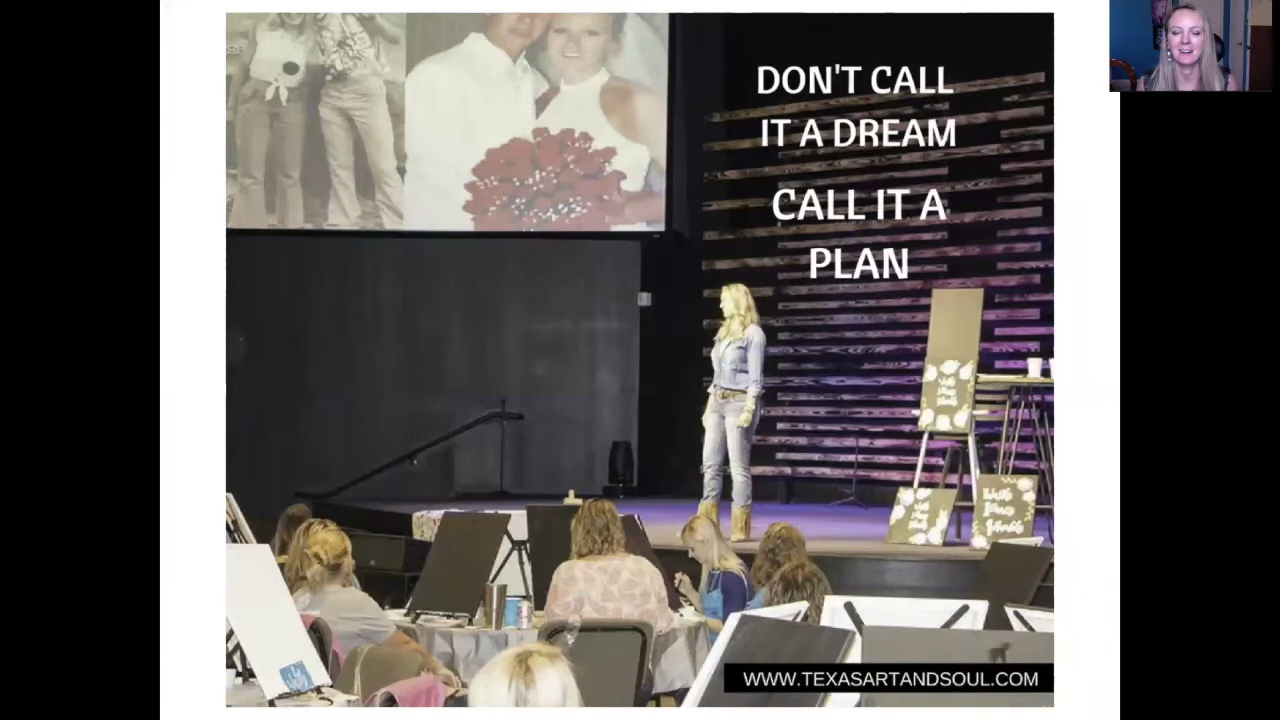 DON'T CALL
IT A DREAM
CALL IT A
PLAN
WWW.TEXASARTANDSOUL.COM